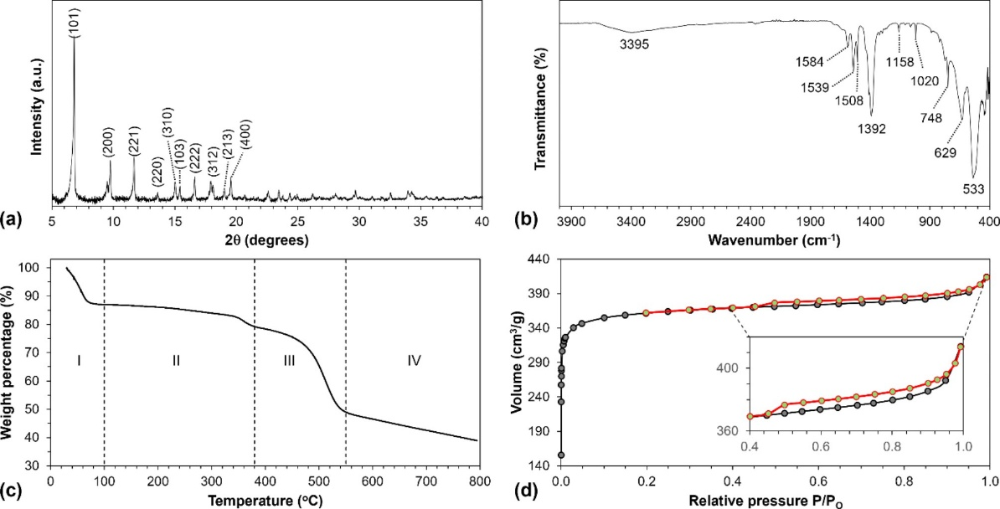 (101)
(200)
(221)
(220)
(310)
(103)
(222)
(312)
(213)
(400)
Intensity (a.u.)
5 10 15 20 25 30 35 40
2θ (degrees)
(a)
3395
1584
1539
1508
1392
1158
1020
748
629
533
Transmittance (%)
3900 3400 2900 2400 1900 1400 900 400
Wavenumber (cm-1)
(b)
100
90
80
70
60
50
40
30
Weight percentage (%)
I II III IV
0 100 200 300 400 500 600 700 800
Temperature (oC)
(c)
440
390
340
290
240
190
140
Volume (cm3/g)
400
360
0.4 0.6 0.8 1.0
0.0 0.2 0.4 0.6 0.8 1.0
Relative pressure P/PO
(d)